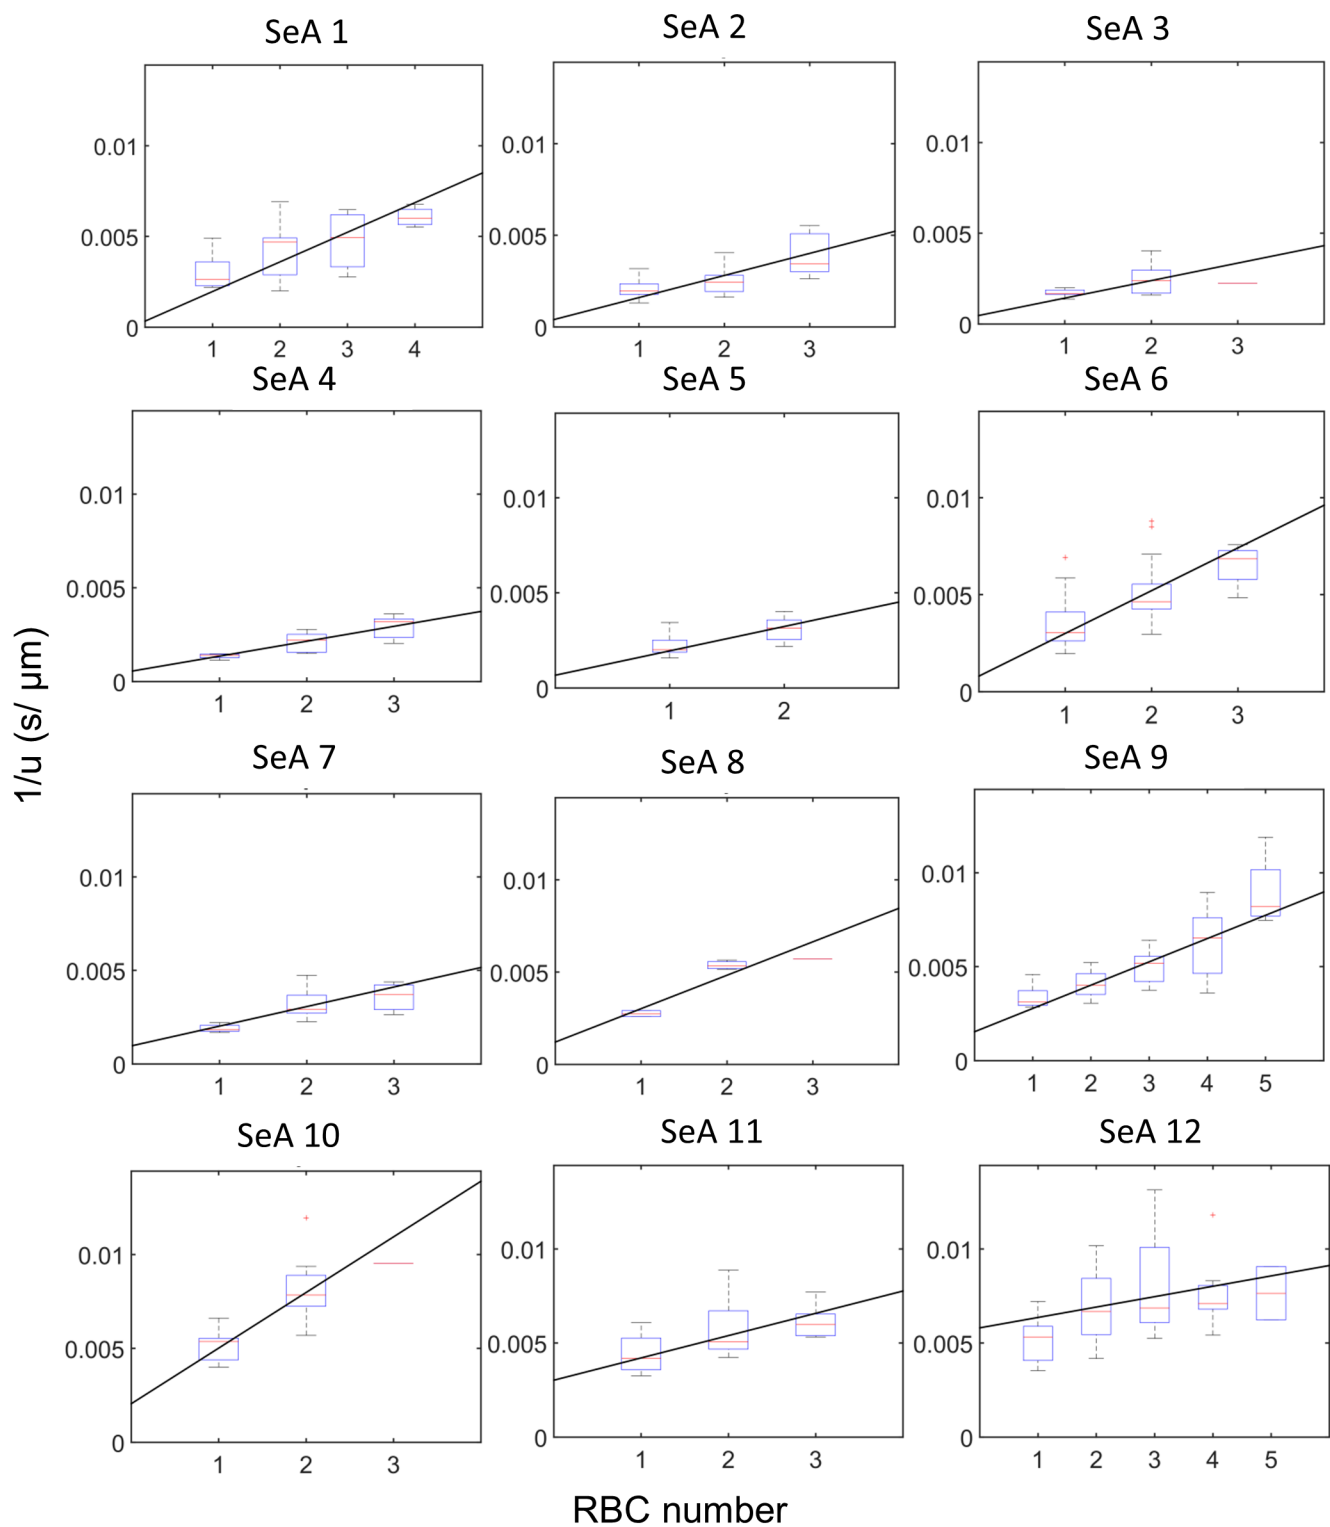 SeA 1 SeA 2 SeA 3
0.01 0.01 0.01
0.005 0.005 0.005
0 0 0
1 2 3 4 1 2 3 1 2 3
SeA 4 SeA 5 SeA 6
0.01 0.01 0.01
0.005 0.005 0.005
0 0 0
1 2 3 1 2 1 2 3
1/u (s/ μm)
SeA 7 SeA 8 SeA 9
0.01 0.01 0.01
0.005 0.005 0.005
0 0 0
1 2 3 1 2 3 1 2 3 4 5
SeA 10 SeA 11 SeA 12
0.01 0.01 0.01
0.005 0.005 0.005
0 0 0
1 2 3 1 2 3 1 2 3 4 5
RBC number